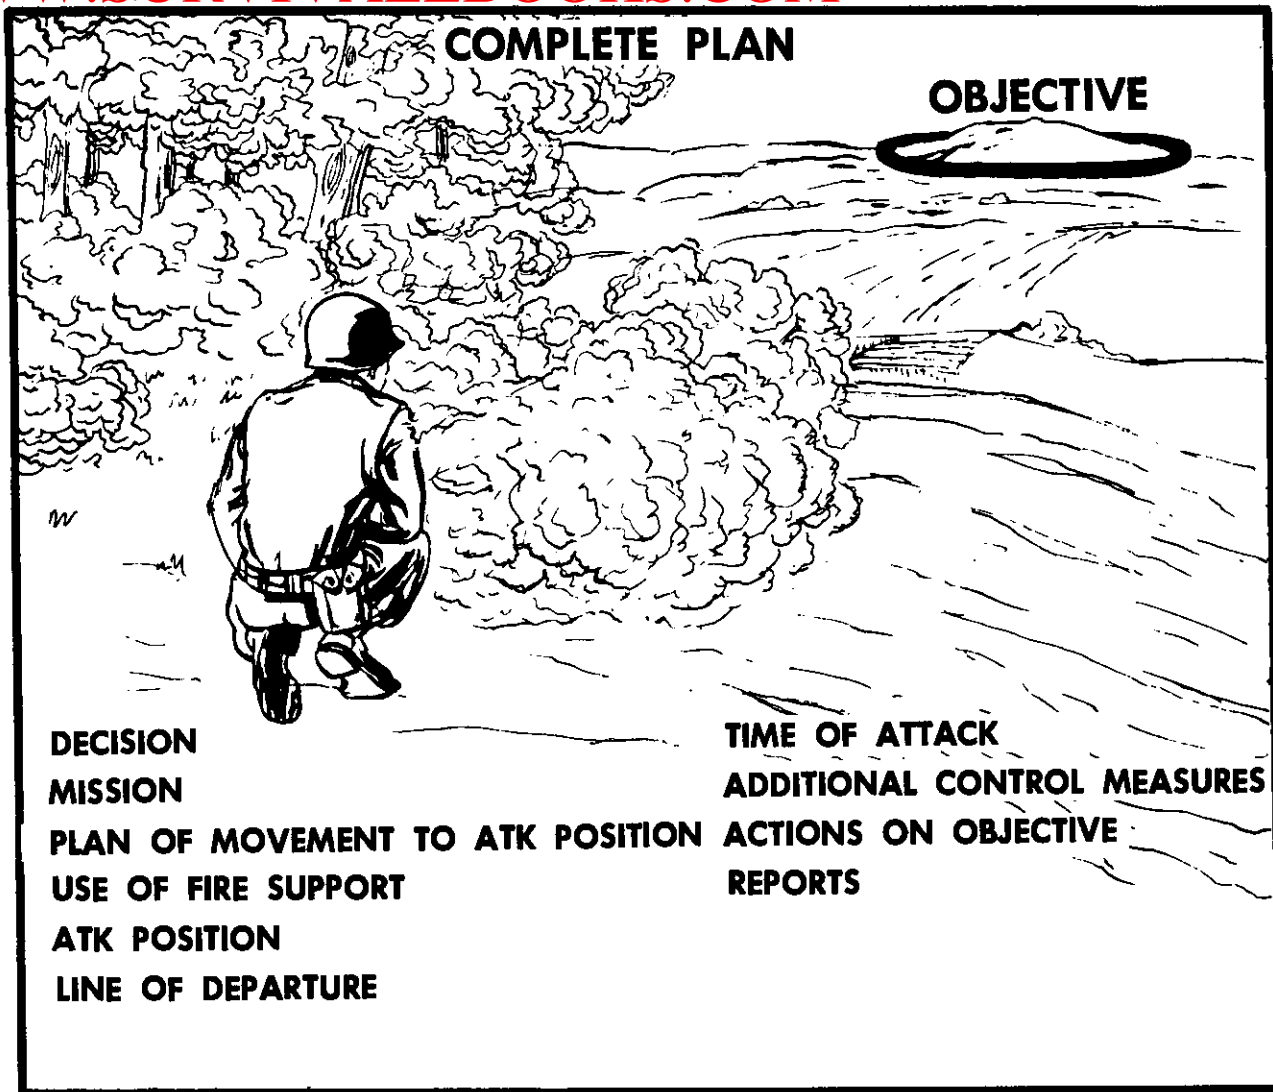 COMPLETE PLAN
OBJECTIVE
DECISION
MISSION
PLAN OF MOVEMENT TO ATK POSITION
USE OF FIRE SUPPORT
ATK POSITION
LINE OF DEPARTURE
TIME OF ATTACK
ADDITIONAL CONTROL MEASURES
ACTIONS ON OBJECTIVE
REPORTS